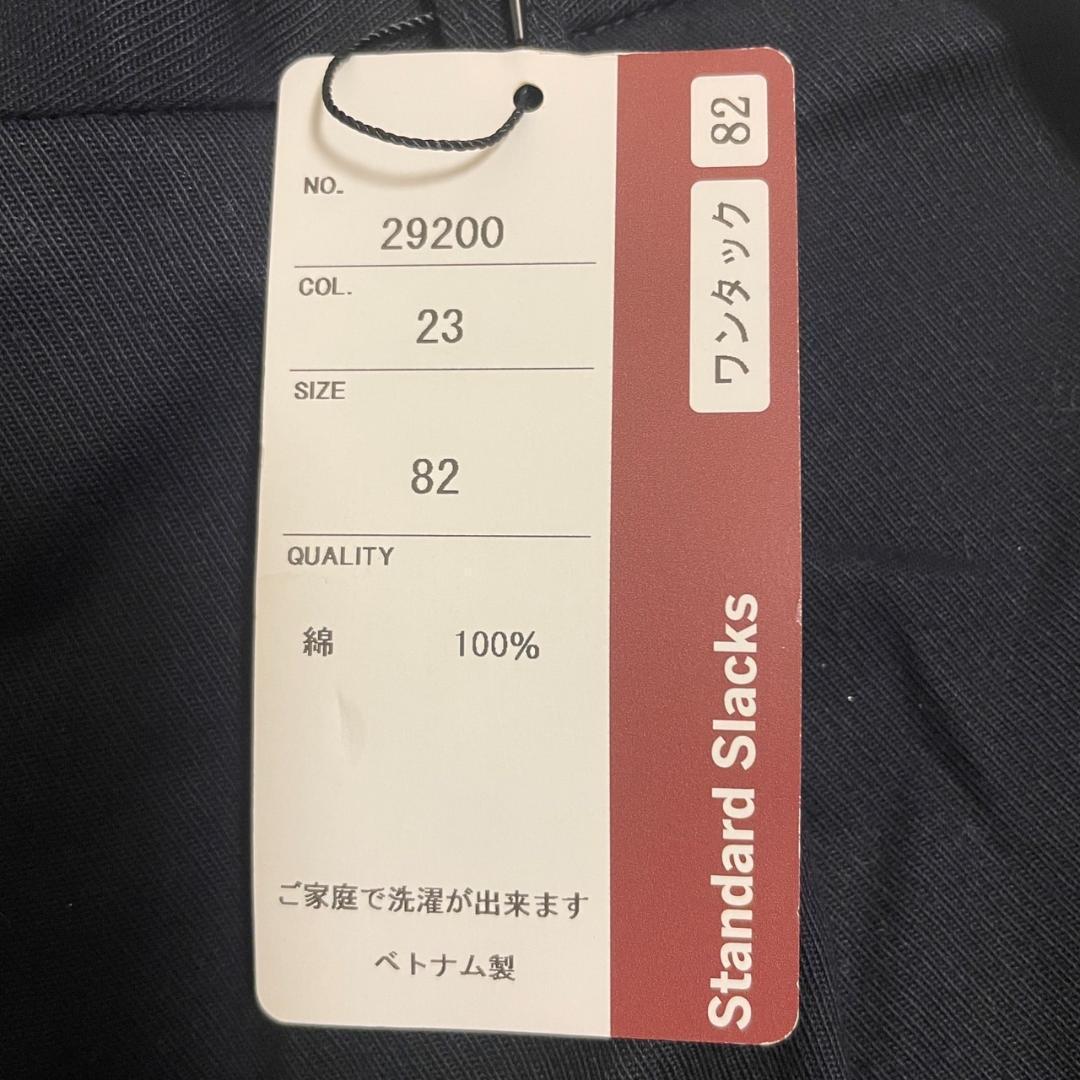 NO.
29200
COL.
23
SIZE
82
QUALITY
綿 100%
ご家庭で洗濯が出来ます
ベトナム製
Standard Slacks
ワンタック
82